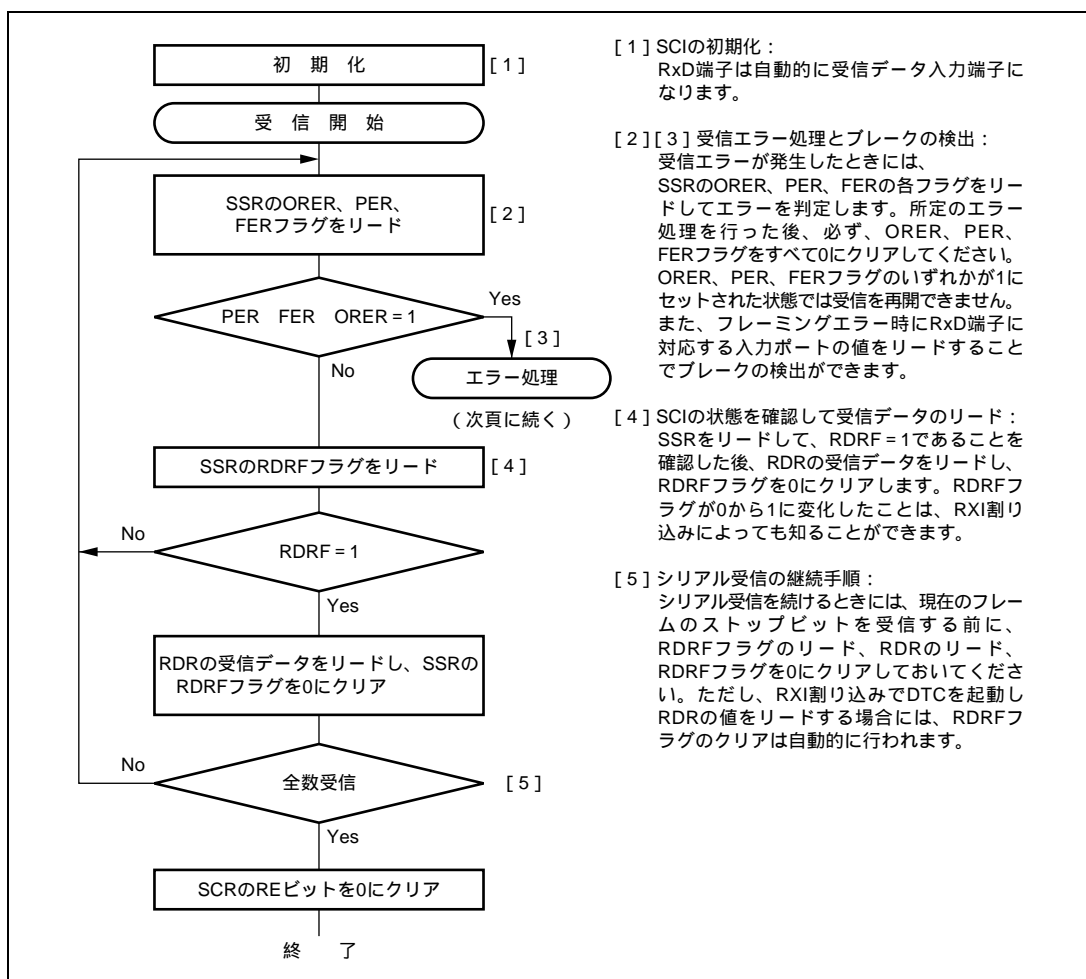 初 期 化
[ 1 ]
受 信 開 始
SSRのORER、PER、
FERフラグをリード
[ 2 ]
PER FER ORER = 1
Yes
[ 3 ]
No
エラー処理
( 次頁に続く )
SSRのRDRFフラグをリード
[ 4 ]
No
RDRF = 1
Yes
RDRの受信データをリードし、SSRの
RDRFフラグを0にクリア
No
全数受信
[ 5 ]
Yes
SCRのREビットを0にクリア
終 了
[ 1 ] SCIの初期化：
RxD端子は自動的に受信データ入力端子に
なります。
[ 2 ] [ 3 ] 受信エラー処理とブレークの検出：
受信エラーが発生したときには、
SSRのORER、PER、FERの各フラグをリー
ドしてエラーを判定します。所定のエラー
処理を行った後、必ず、ORER、PER、
FERフラグをすべて0にクリアしてください。
ORER、PER、FERフラグのいずれかが1に
セットされた状態では受信を再開できません。
また、フレーミングエラー時にRxD端子に
対応する入力ポートの値をリードすること
でブレークの検出ができます。
[ 4 ] SCIの状態を確認して受信データのリード：
SSRをリードして、RDRF = 1であることを
確認した後、RDRの受信データをリードし、
RDRFフラグを0にクリアします。RDRFフ
ラグが0から1に変化したことは、RXI割り
込みによっても知ることができます。
[ 5 ] シリアル受信の継続手順：
シリアル受信を続けるときには、現在のフレー
ムのストップビットを受信する前に、
RDRFフラグのリード、RDRのリード、
RDRFフラグを0にクリアしておいてくださ
い。ただし、RXI割り込みでDTCを起動し
RDRの値をリードする場合には、RDRFフ
ラグのクリアは自動的に行われます。